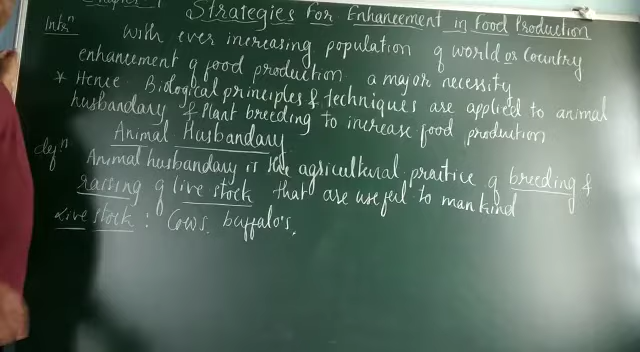 Chapter - 1
Strategies For Enhancement in Food Production
Intrⁿ
With ever increasing population of world or Country
enhancement of food production a major necessity
* Hence Biological principles & techniques are applied to animal
husbandary & Plant breeding to increase food production
Animal Husbandary
defⁿ
Animal husbandary is the agricultural practice of breeding &
raising of live stock that are useful to mankind
Live stock : Cows, buffalo's,